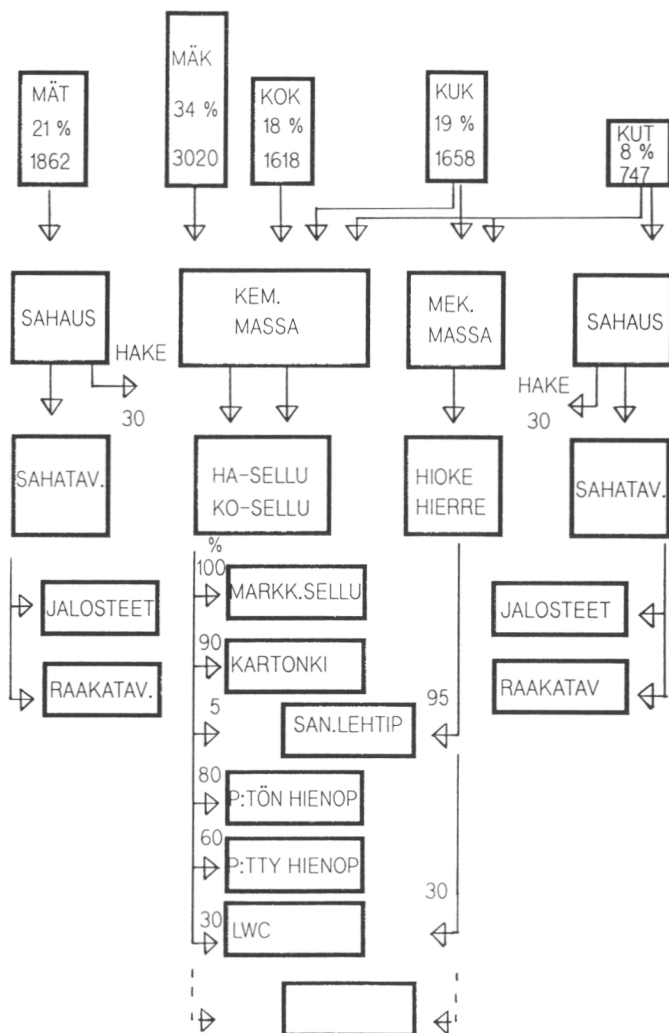 MÄT
21 %
1862
MÄK
34 %
3020
KOK
18 %
1618
KUK
19 %
1658
KUT
8 %
747
SAHAUS
HAKE
30
KEM.
MASSA
MEK.
MASSA
SAHAUS
HAKE
30
SAHATAV.
HA-SELLU
KO-SELLU
HIOKE
HIERRE
SAHATAV.
%
100
MARKK.SELLU
JALOSTEET
JALOSTEET
90
KARTONKI
RAAKATAV.
RAAKATAV
5
SAN.LEHTIP
95
80
P:TÖN HIENOP
60
P:TTY HIENOP
30
LWC
30